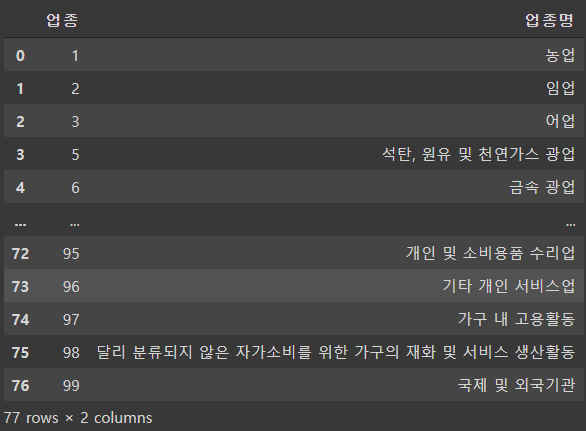 업종 업종명
0 1 농업
1 2 임업
2 3 어업
3 5 석탄, 원유 및 천연가스 광업
4 6 금속 광업
... ... ...
72 95 개인 및 소비용품 수리업
73 96 기타 개인 서비스업
74 97 가구 내 고용활동
75 98 달리 분류되지 않은 자가소비를 위한 가구의 재화 및 서비스 생산활동
76 99 국제 및 외국기관
77 rows × 2 columns